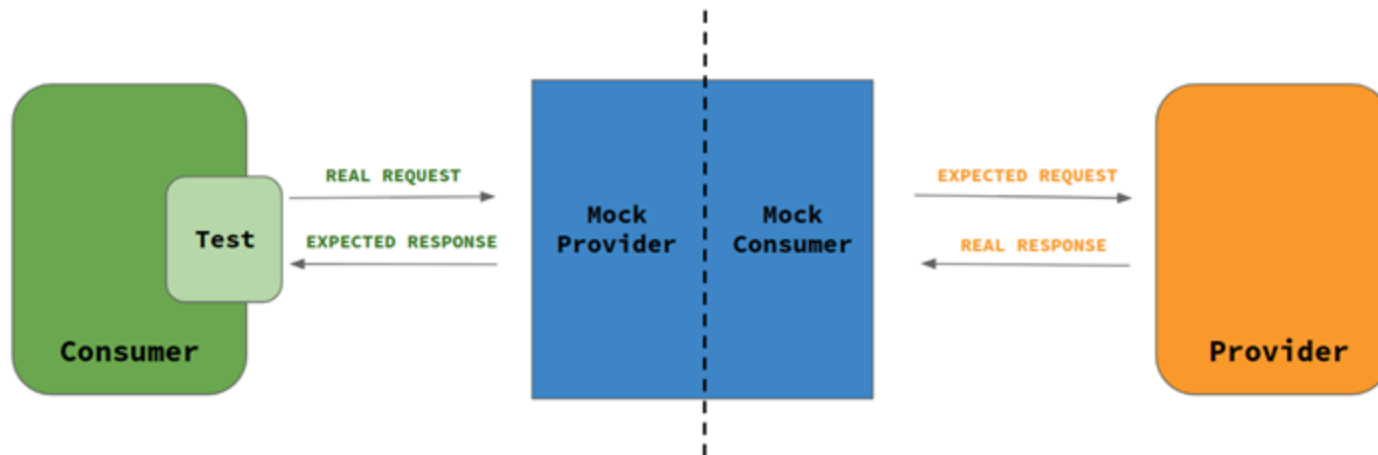 REAL REQUEST
EXPECTED RESPONSE
Test
Consumer
Mock
Provider
Mock
Consumer
EXPECTED REQUEST
REAL RESPONSE
Provider